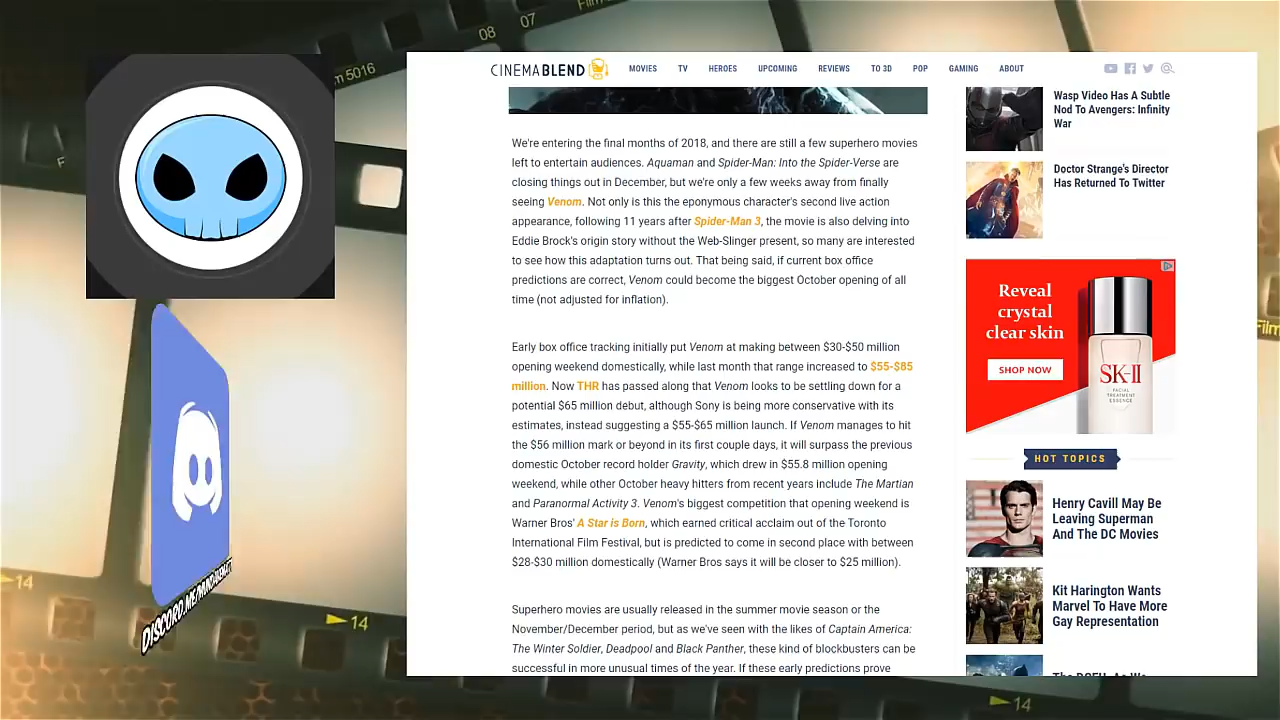 08
07
Film
m 5016
F
Film
14
14
14
DISCORD.ME/
CINEMABLEND
MOVIES
TV
HEROES
UPCOMING
REVIEWS
TO 3D
POP
GAMING
ABOUT
We're entering the final months of 2018, and there are still a few superhero movies
left to entertain audiences. Aquaman and Spider-Man: Into the Spider-Verse are
closing things out in December, but we're only a few weeks away from finally
seeing Venom. Not only is this the eponymous character's second live action
appearance, following 11 years after Spider-Man 3, the movie is also delving into
Eddie Brock's origin story without the Web-Slinger present, so many are interested
to see how this adaptation turns out. That being said, if current box office
predictions are correct, Venom could become the biggest October opening of all
time (not adjusted for inflation).
Early box office tracking initially put Venom at making between $30-$50 million
opening weekend domestically, while last month that range increased to $55-$85
million. Now THR has passed along that Venom looks to be settling down for a
potential $65 million debut, although Sony is being more conservative with its
estimates, instead suggesting a $55-$65 million launch. If Venom manages to hit
the $56 million mark or beyond in its first couple days, it will surpass the previous
domestic October record holder Gravity, which drew in $55.8 million opening
weekend, while other October heavy hitters from recent years include The Martian
and Paranormal Activity 3. Venom's biggest competition that opening weekend is
Warner Bros' A Star is Born, which earned critical acclaim out of the Toronto
International Film Festival, but is predicted to come in second place with between
$28-$30 million domestically (Warner Bros says it will be closer to $25 million).
Superhero movies are usually released in the summer movie season or the
November/December period, but as we've seen with the likes of Captain America:
The Winter Soldier, Deadpool and Black Panther, these kind of blockbusters can be
successful in more unusual times of the year. If these early predictions prove
Wasp Video Has A Subtle
Nod To Avengers: Infinity
War
Doctor Strange's Director
Has Returned To Twitter
Reveal
crystal
clear skin
SHOP NOW
SK-II
FACIAL
TREATMENT
ESSENCE
HOT TOPICS
Henry Cavill May Be
Leaving Superman
And The DC Movies
Kit Harington Wants
Marvel To Have More
Gay Representation